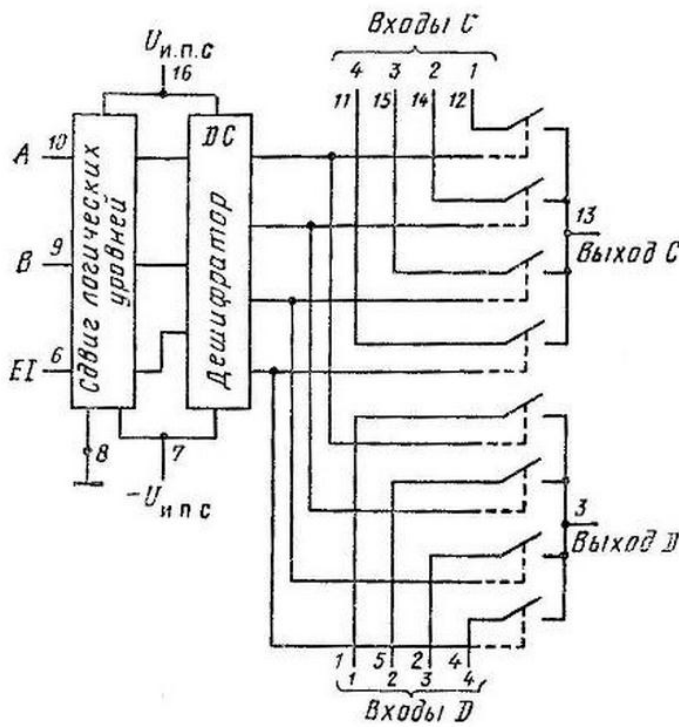 Входы С
Uи.п.с
16
4 3 2 1
11 15 14 12
DC
A 10
B 9
EI 6
Сдвиг логических
уровней
Дешифратор
13
Выход С
8
7
-Uи п с
3
Выход D
1 5 2 4
1 2 3 4
Входы D